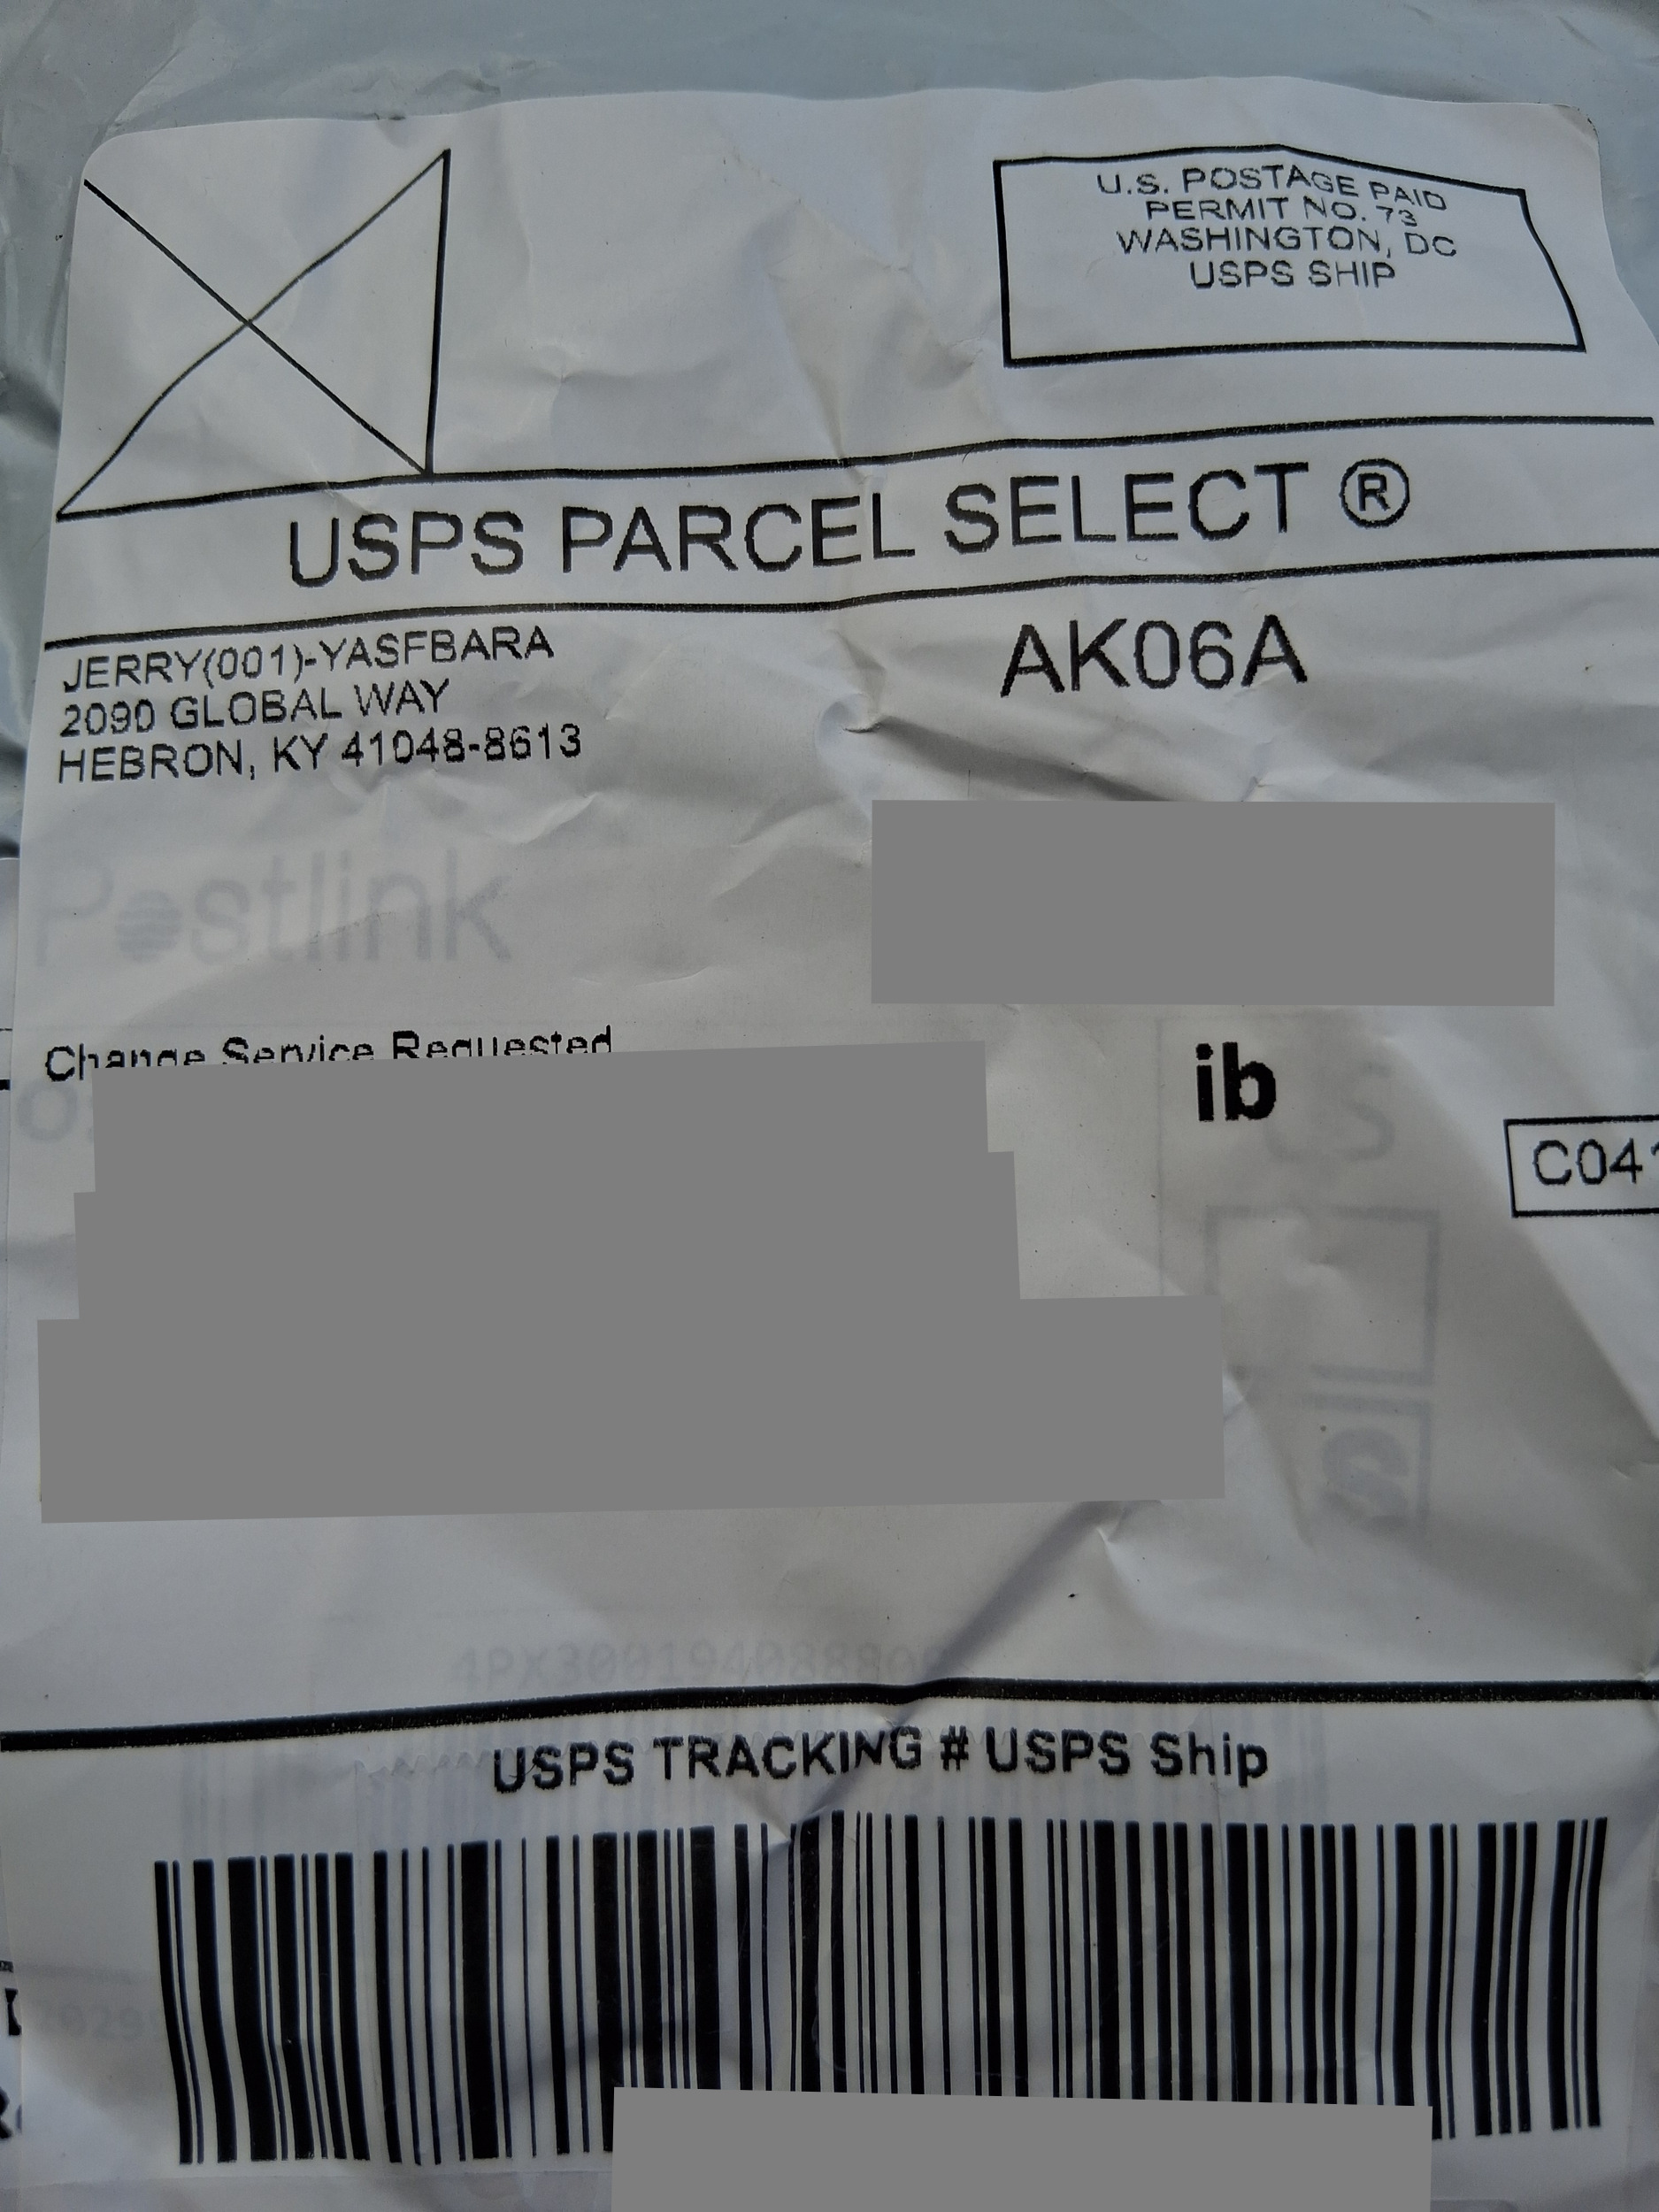 U.S. POSTAGE PAID
PERMIT NO. 73
WASHINGTON, DC
USPS SHIP
USPS PARCEL SELECT ®
JERRY(001)-YASFBARA
2090 GLOBAL WAY
HEBRON, KY 41048-8613
AK06A
Postlink
Change Service Requested
ib
US
C041
USPS TRACKING # USPS Ship